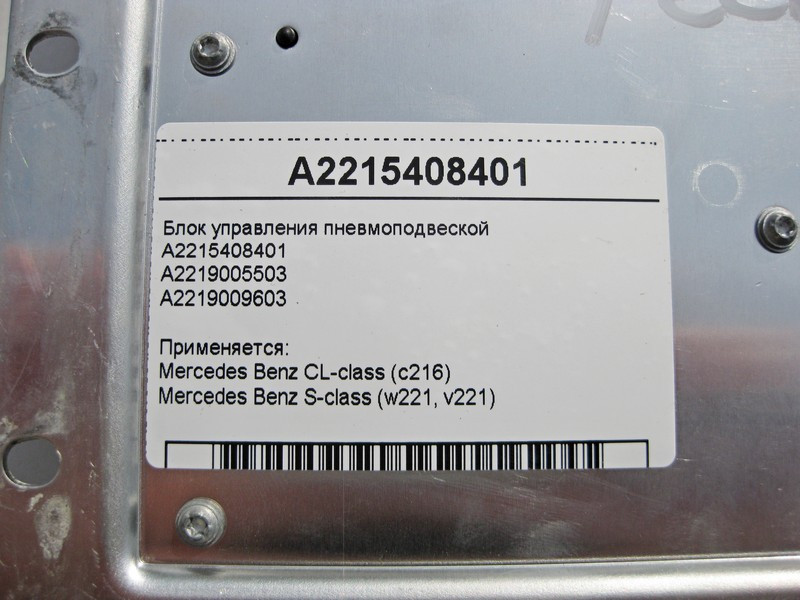 A2215408401
Блок управления пневмоподвеской
A2215408401
A2219005503
A2219009603
Применяется:
Mercedes Benz CL-class (c216)
Mercedes Benz S-class (w221, v221)